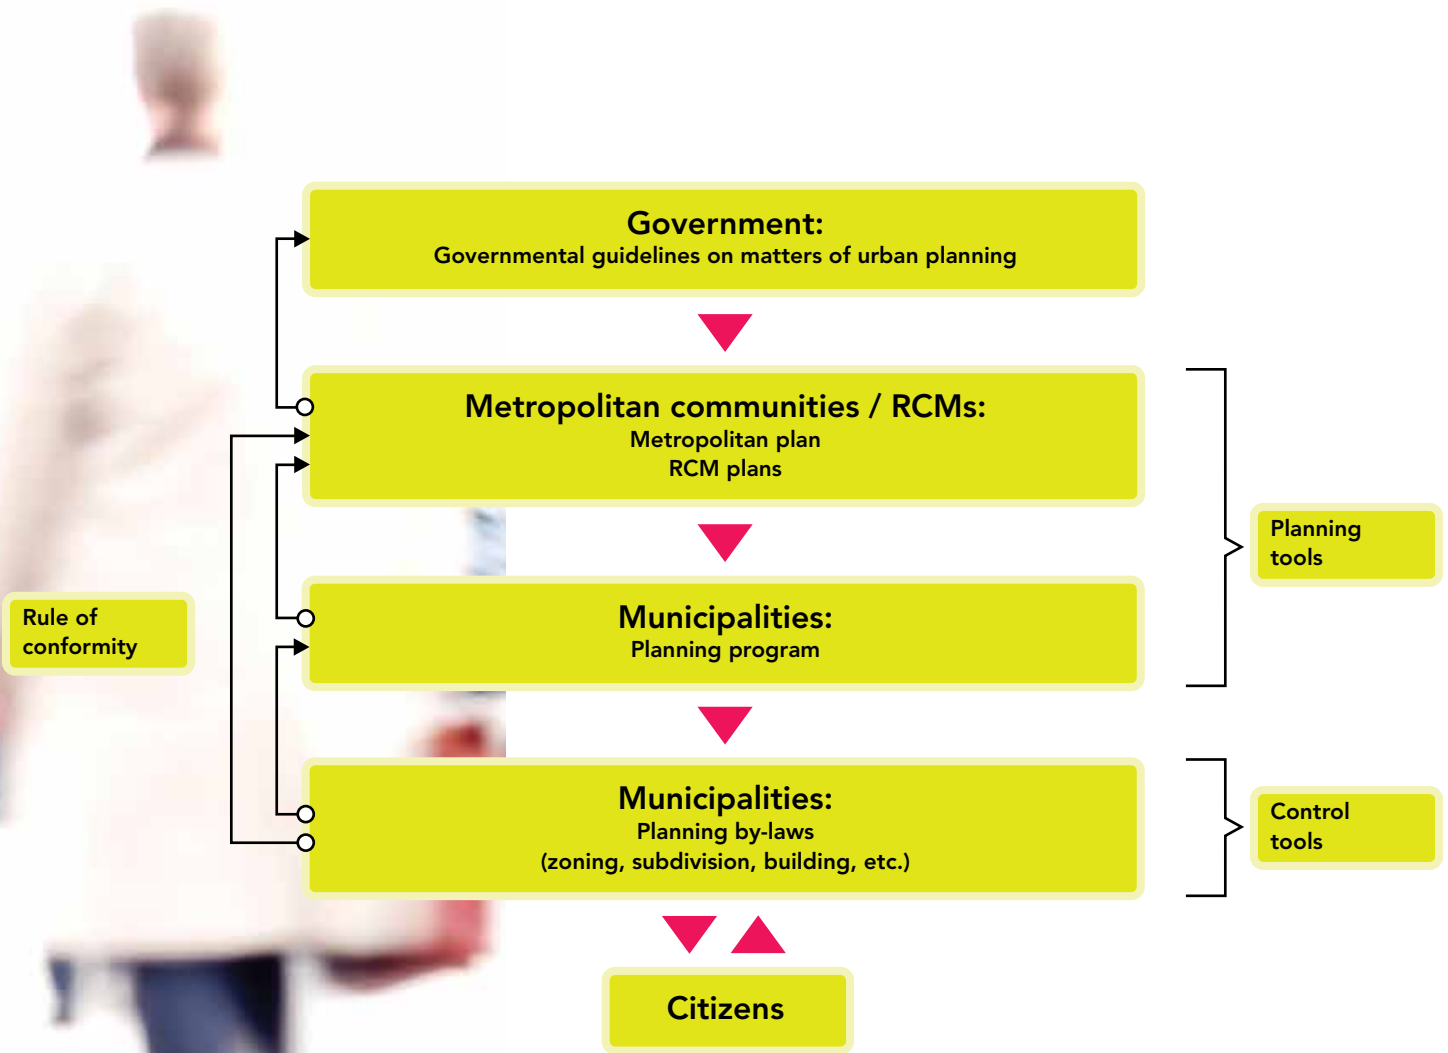 Government:
Governmental guidelines on matters of urban planning
Metropolitan communities / RCMs:
Metropolitan plan
RCM plans
Planning
tools
Rule of
conformity
Municipalities:
Planning program
Municipalities:
Planning by-laws
(zoning, subdivision, building, etc.)
Control
tools
Citizens